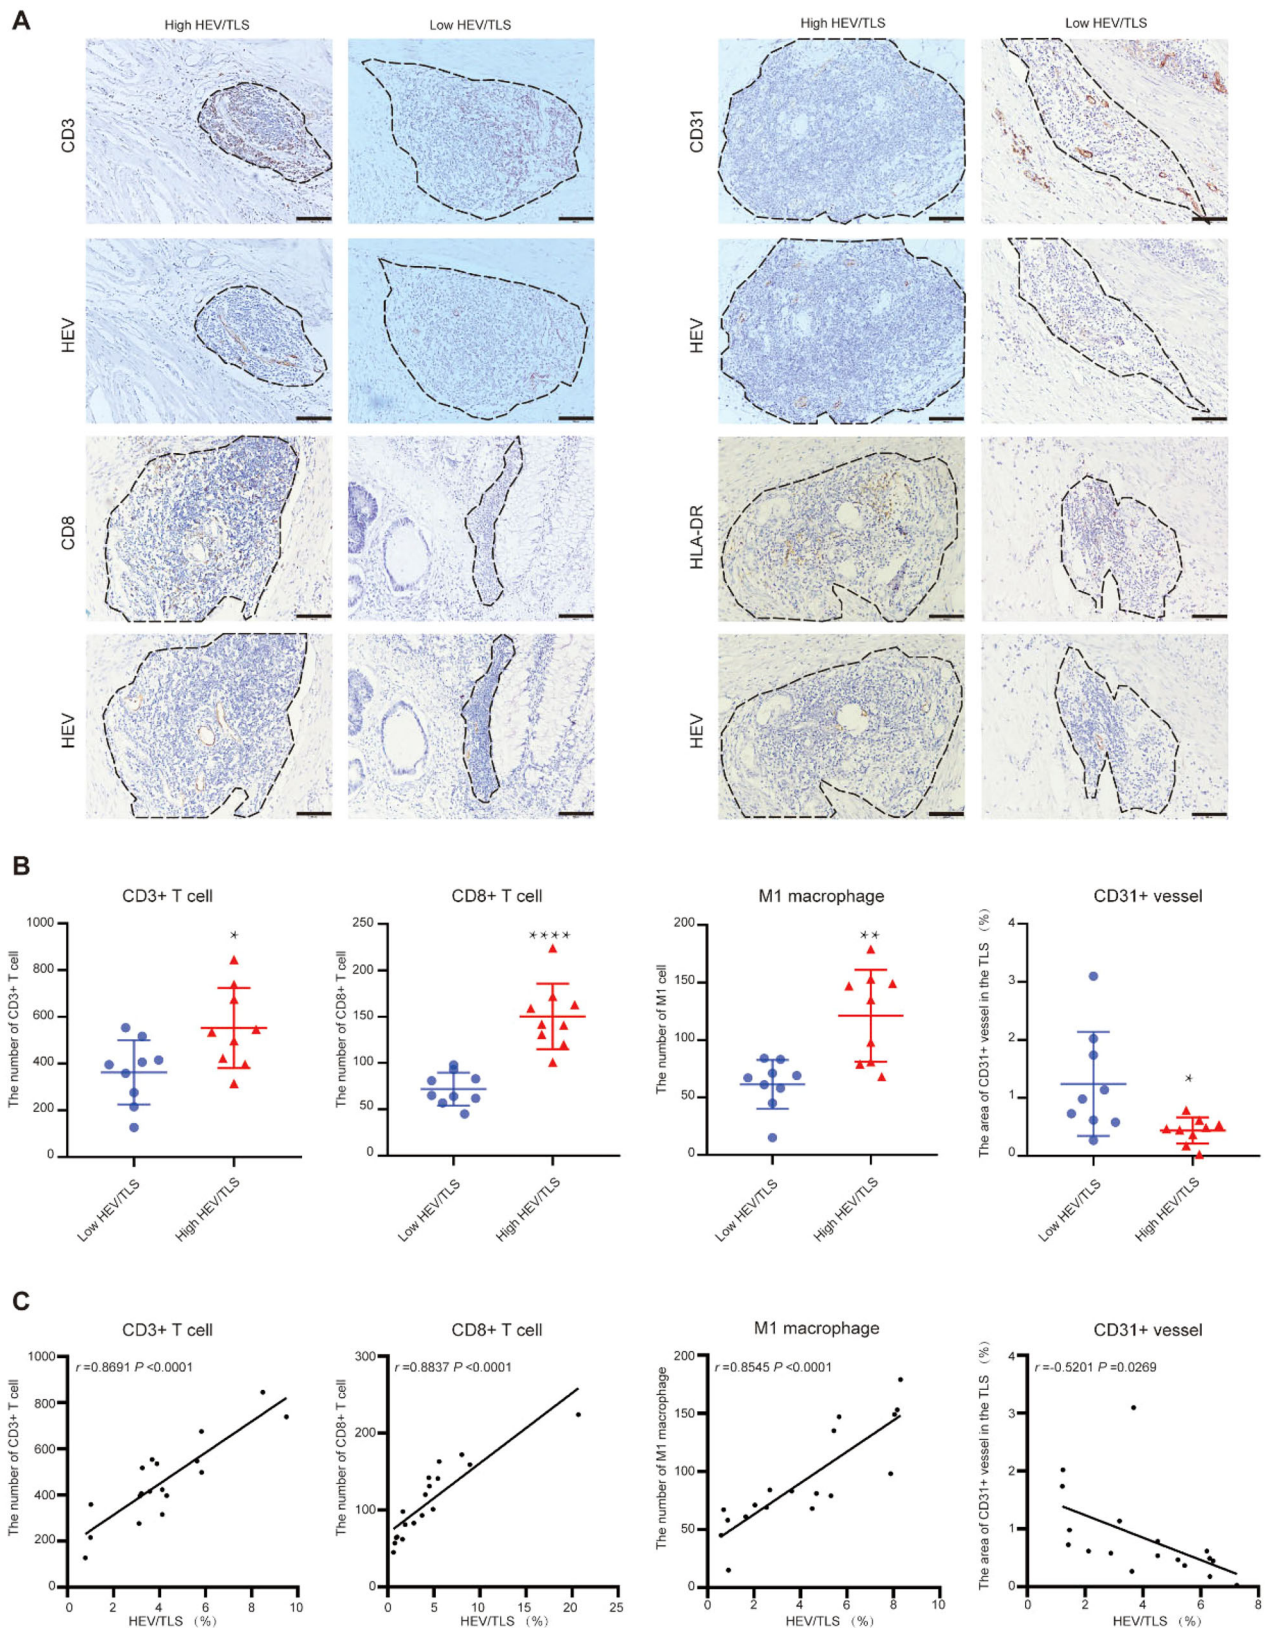 A
High HEV/TLS
Low HEV/TLS
High HEV/TLS
Low HEV/TLS
CD3
CD31
HEV
HEV
CD8
HLA-DR
HEV
HEV
B
CD3+ T cell
The number of CD3+ T cell
1000
800
600
400
200
0
*
Low HEV/TLS
High HEV/TLS
CD8+ T cell
The number of CD8+ T cell
250
200
150
100
50
0
****
Low HEV/TLS
High HEV/TLS
M1 macrophage
The number of M1 cell
200
150
100
50
0
**
Low HEV/TLS
High HEV/TLS
CD31+ vessel
The area of CD31+ vessel in the TLS (%)
4
3
2
1
0
*
Low HEV/TLS
High HEV/TLS
C
CD3+ T cell
r =0.8691 P <0.0001
The number of CD3+ T cell
1000
800
600
400
200
0
0 2 4 6 8 10
HEV/TLS (%)
CD8+ T cell
r =0.8837 P <0.0001
The number of CD8+ T cell
300
200
100
0
0 5 10 15 20 25
HEV/TLS (%)
M1 macrophage
r =0.8545 P <0.0001
The number of M1 macrophage
200
150
100
50
0
0 2 4 6 8 10
HEV/TLS (%)
CD31+ vessel
r =-0.5201 P =0.0269
The area of CD31+ vessel in the TLS (%)
4
3
2
1
0
0 2 4 6 8
HEV/TLS (%)